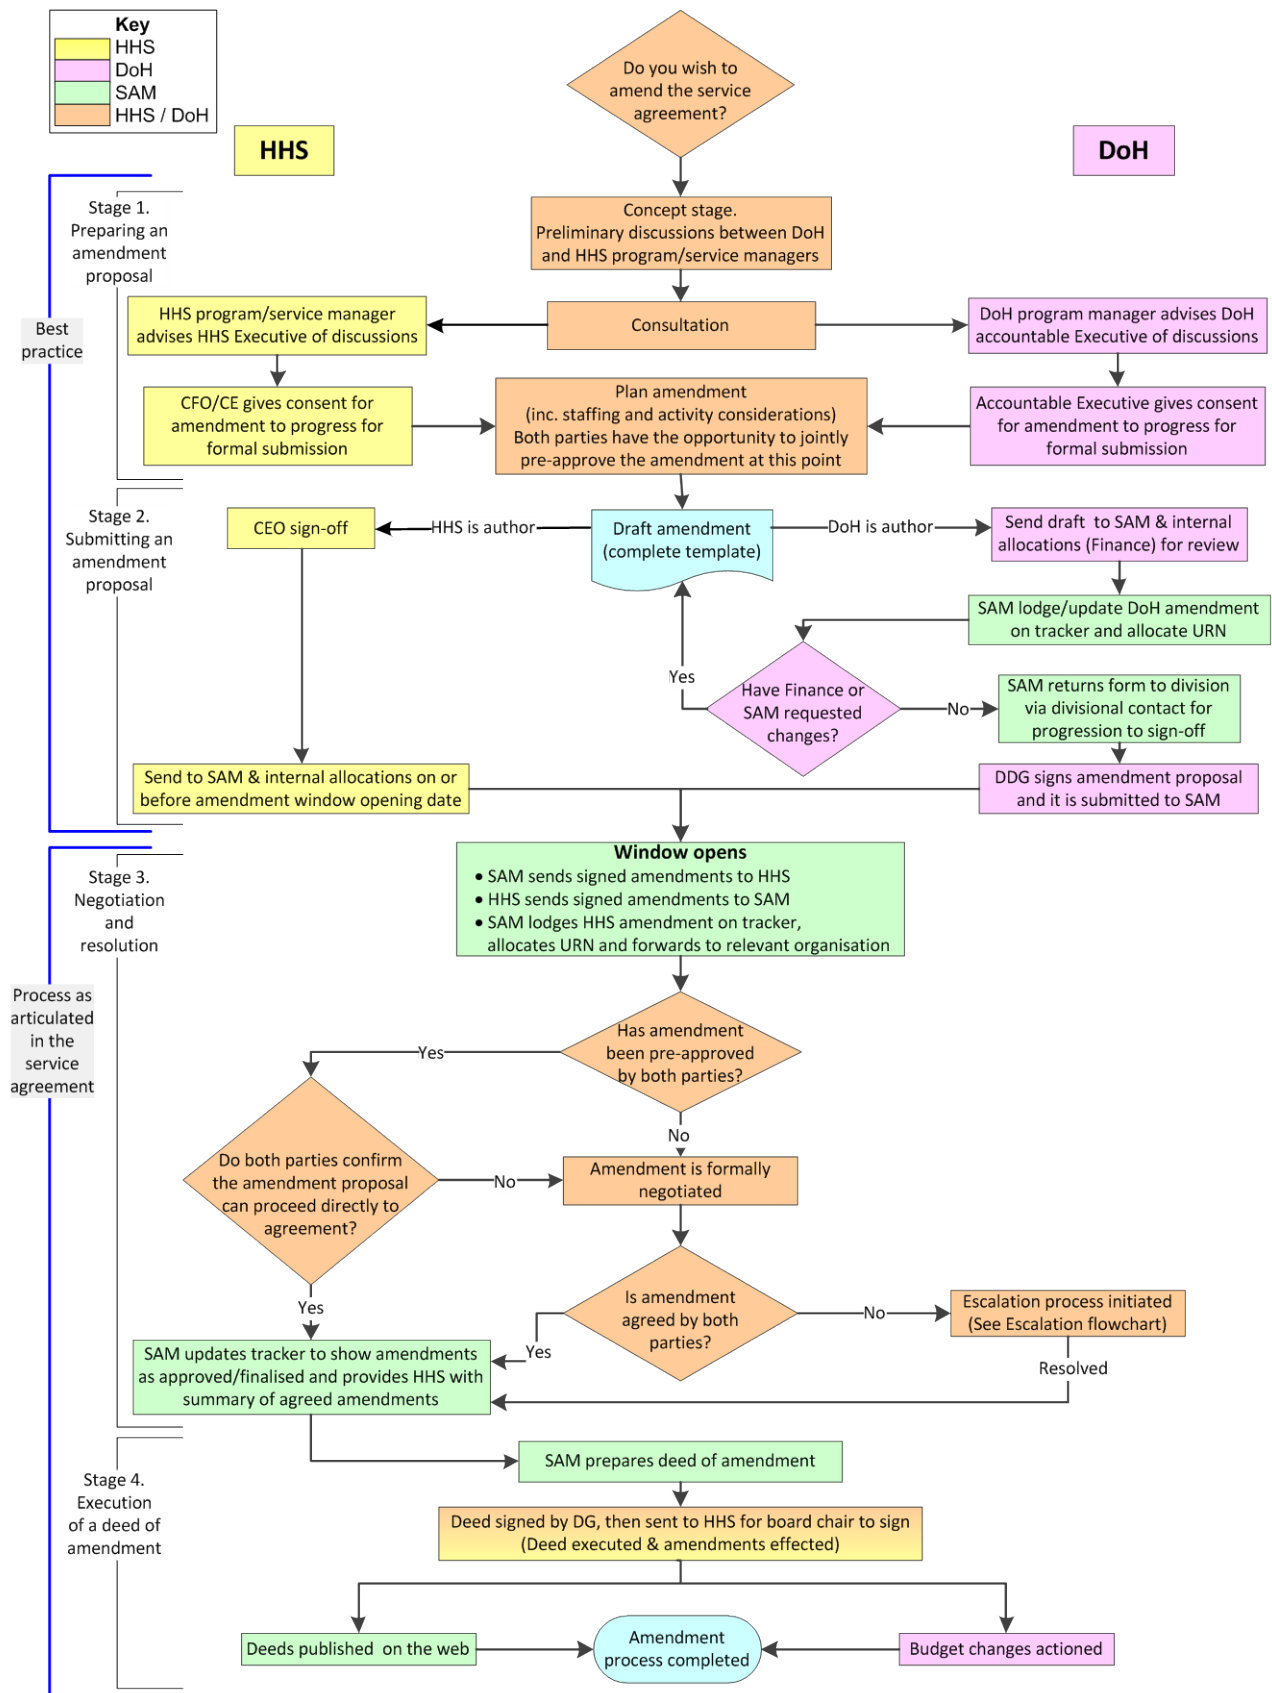 Key
HHS
DoH
SAM
HHS / DoH
Do you wish to
amend the service
agreement?
HHS
DoH
Stage 1.
Preparing an
amendment
proposal
Concept stage.
Preliminary discussions between DoH
and HHS program/service managers
Best
practice
HHS program/service manager
advises HHS Executive of discussions
Consultation
DoH program manager advises DoH
accountable Executive of discussions
CFO/CE gives consent for
amendment to progress for
formal submission
Plan amendment
(inc. staffing and activity considerations)
Both parties have the opportunity to jointly
pre-approve the amendment at this point
Accountable Executive gives consent
for amendment to progress for
formal submission
Stage 2.
Submitting an
amendment
proposal
CEO sign-off
HHS is author
Draft amendment
(complete template)
DoH is author
Send draft to SAM & internal
allocations (Finance) for review
SAM lodge/update DoH amendment
on tracker and allocate URN
Yes
Have Finance or
SAM requested
changes?
No
SAM returns form to division
via divisional contact for
progression to sign-off
Send to SAM & internal allocations on or
before amendment window opening date
DDG signs amendment proposal
and it is submitted to SAM
Stage 3.
Negotiation
and
resolution
Window opens
• SAM sends signed amendments to HHS
• HHS sends signed amendments to SAM
• SAM lodges HHS amendment on tracker,
allocates URN and forwards to relevant organisation
Process as
articulated
in the
service
agreement
Has amendment
been pre-approved
by both parties?
Yes
No
Do both parties confirm
the amendment proposal
can proceed directly to
agreement?
No
Amendment is formally
negotiated
Yes
Is amendment
agreed by both
parties?
No
Escalation process initiated
(See Escalation flowchart)
Yes
Resolved
SAM updates tracker to show amendments
as approved/finalised and provides HHS with
summary of agreed amendments
Stage 4.
Execution
of a deed of
amendment
SAM prepares deed of amendment
Deed signed by DG, then sent to HHS for board chair to sign
(Deed executed & amendments effected)
Deeds published on the web
Amendment
process completed
Budget changes actioned